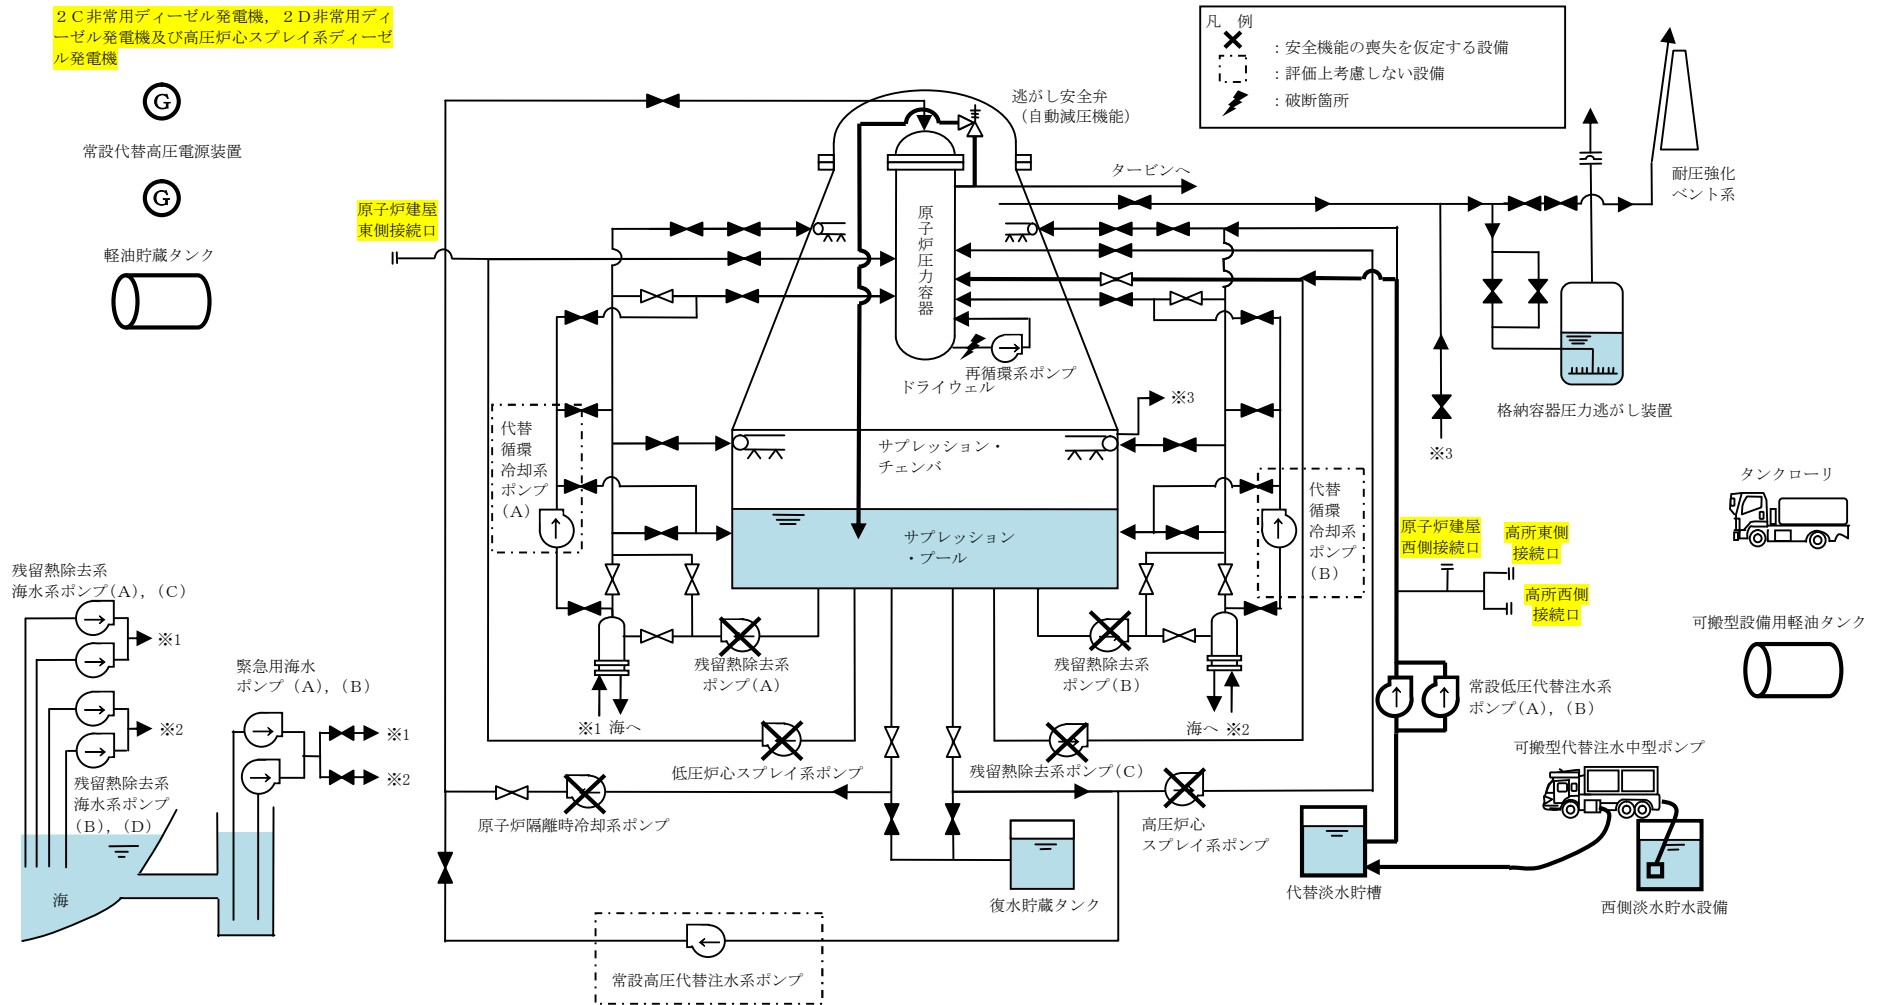 ２Ｃ非常用ディーゼル発電機，２Ｄ非常用ディ
ーゼル発電機及び高圧炉心スプレイ系ディーゼ
ル発電機
G
常設代替高圧電源装置
G
軽油貯蔵タンク
原子炉建屋
東側接続口
逃がし安全弁
（自動減圧機能）
凡　例
：安全機能の喪失を仮定する設備
：評価上考慮しない設備
：破断箇所
タービンへ
耐圧強化
ベント系
原子炉圧力容器
再循環系ポンプ
ドライウェル
※3
格納容器圧力逃がし装置
※3
代替
循環
冷却系
ポンプ
（A）
サプレッション・
チェンバ
サプレッション
・プール
代替
循環
冷却系
ポンプ
（B）
タンクローリ
原子炉建屋
西側接続口
高所東側
接続口
高所西側
接続口
可搬型設備用軽油タンク
残留熱除去系
海水系ポンプ(A)，（C）
※1
※2
残留熱除去系
海水系ポンプ
（B），（D）
緊急用海水
ポンプ（A），（B）
※1
※2
海
残留熱除去系
ポンプ(A)
残留熱除去系
ポンプ(B)
※1
海へ
海へ
※2
常設低圧代替注水系
ポンプ(A)，（B）
低圧炉心スプレイ系ポンプ
残留熱除去系ポンプ(C)
可搬型代替注水中型ポンプ
原子炉隔離時冷却系ポンプ
高圧炉心
スプレイ系ポンプ
復水貯蔵タンク
代替淡水貯槽
西側淡水貯水設備
常設高圧代替注水系ポンプ